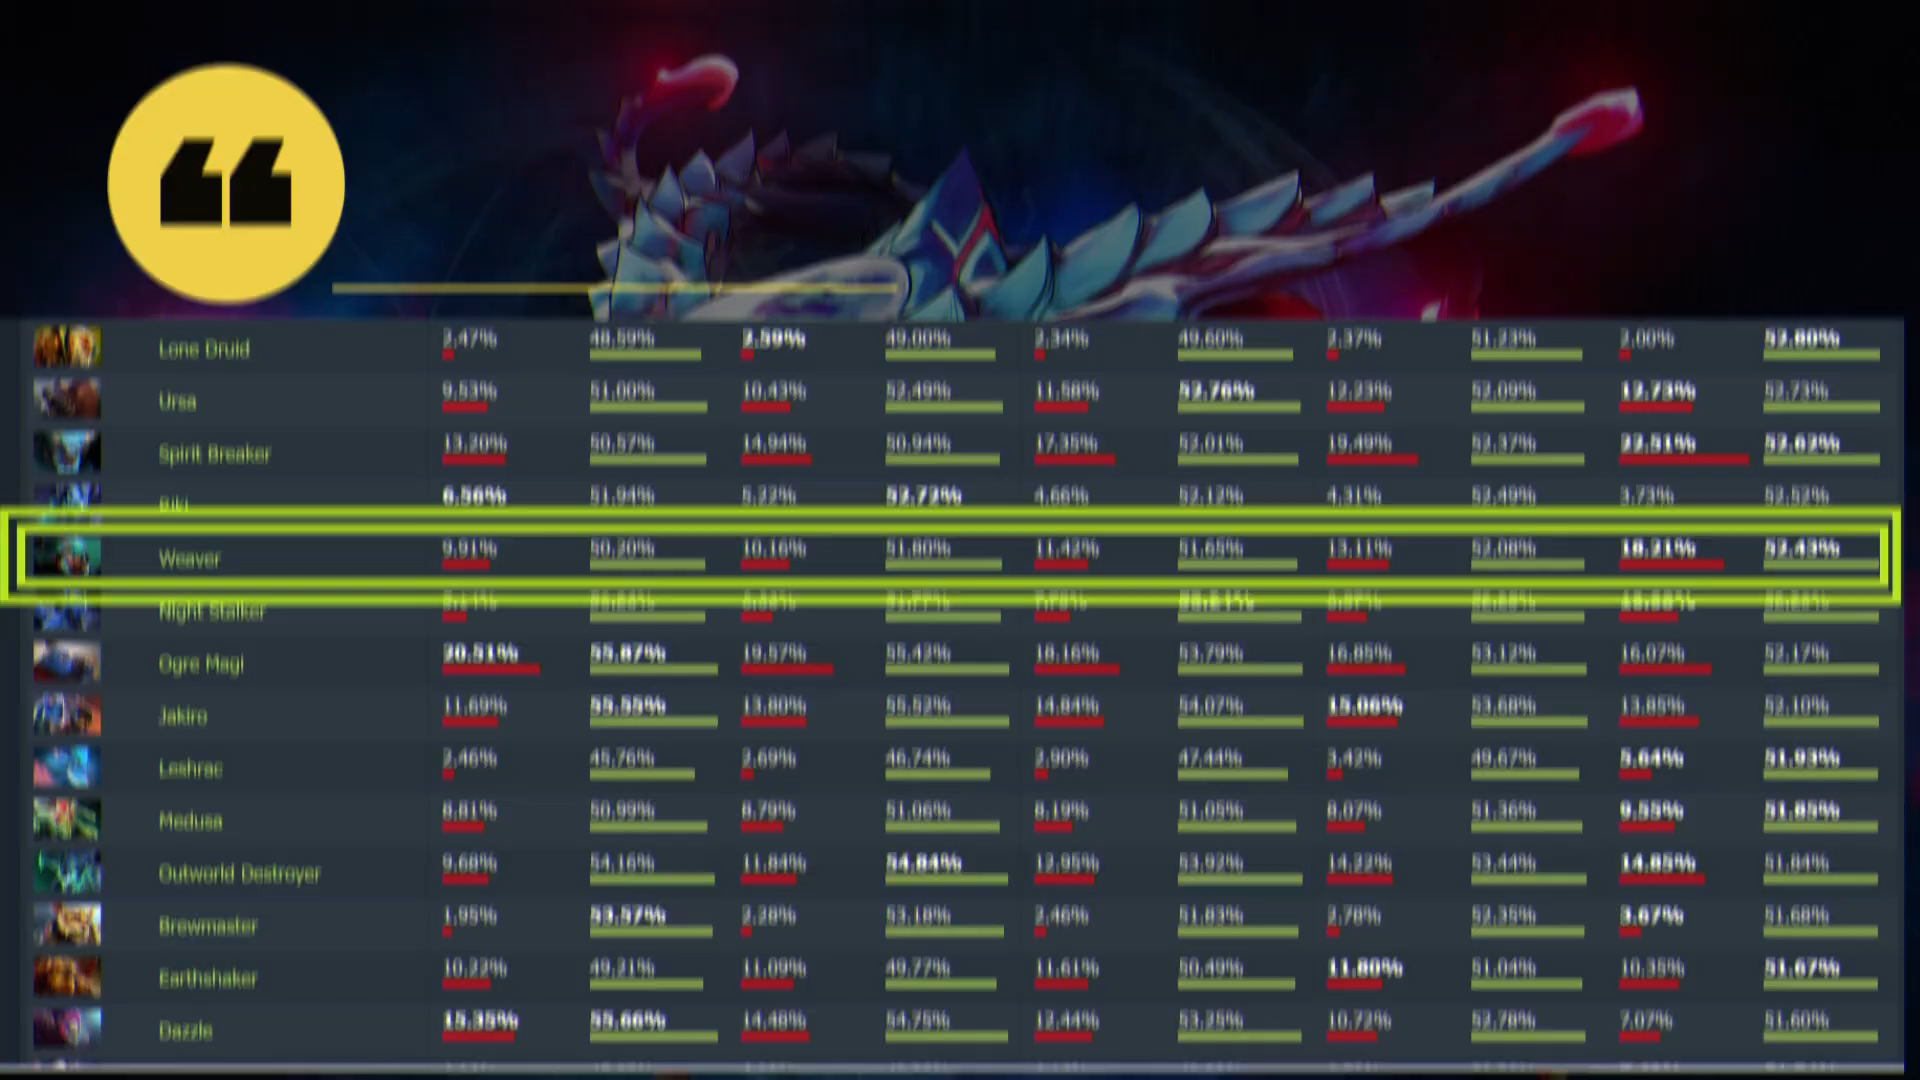 “
Lone Druid 2.47% 48.59% 2.59% 49.00% 2.34% 49.60% 2.37% 51.23% 2.00% 52.80%
Ursa 9.53% 51.00% 10.43% 52.49% 11.58% 52.76% 12.23% 52.09% 12.73% 52.73%
Spirit Breaker 13.20% 50.57% 14.94% 50.94% 17.35% 52.01% 19.49% 52.37% 22.51% 52.62%
Riki 6.56% 51.94% 5.22% 52.72% 4.66% 52.12% 4.31% 52.49% 3.73% 52.52%
Weaver 9.91% 50.20% 10.16% 51.80% 11.42% 51.65% 13.11% 52.08% 18.21% 52.43%
Night Stalker
Ogre Magi 20.51% 55.87% 19.57% 55.42% 18.16% 53.79% 16.85% 53.12% 16.07% 52.17%
Jakiro 11.69% 55.55% 13.80% 55.52% 14.84% 54.07% 15.06% 53.68% 13.85% 52.10%
Leshrac 2.46% 45.76% 2.69% 46.74% 2.90% 47.44% 3.42% 49.67% 5.64% 51.93%
Medusa 8.81% 50.99% 8.79% 51.06% 8.19% 51.05% 8.07% 51.36% 9.55% 51.85%
Outworld Destroyer 9.68% 54.16% 11.84% 54.84% 12.95% 53.92% 14.22% 53.44% 14.85% 51.84%
Brewmaster 1.95% 53.57% 2.28% 53.18% 2.46% 51.83% 2.78% 52.35% 3.67% 51.68%
Earthshaker 10.22% 49.21% 11.09% 49.77% 11.61% 50.49% 11.80% 51.04% 10.35% 51.67%
Dazzle 15.35% 55.66% 14.48% 54.75% 12.44% 53.25% 10.72% 52.78% 7.07% 51.60%